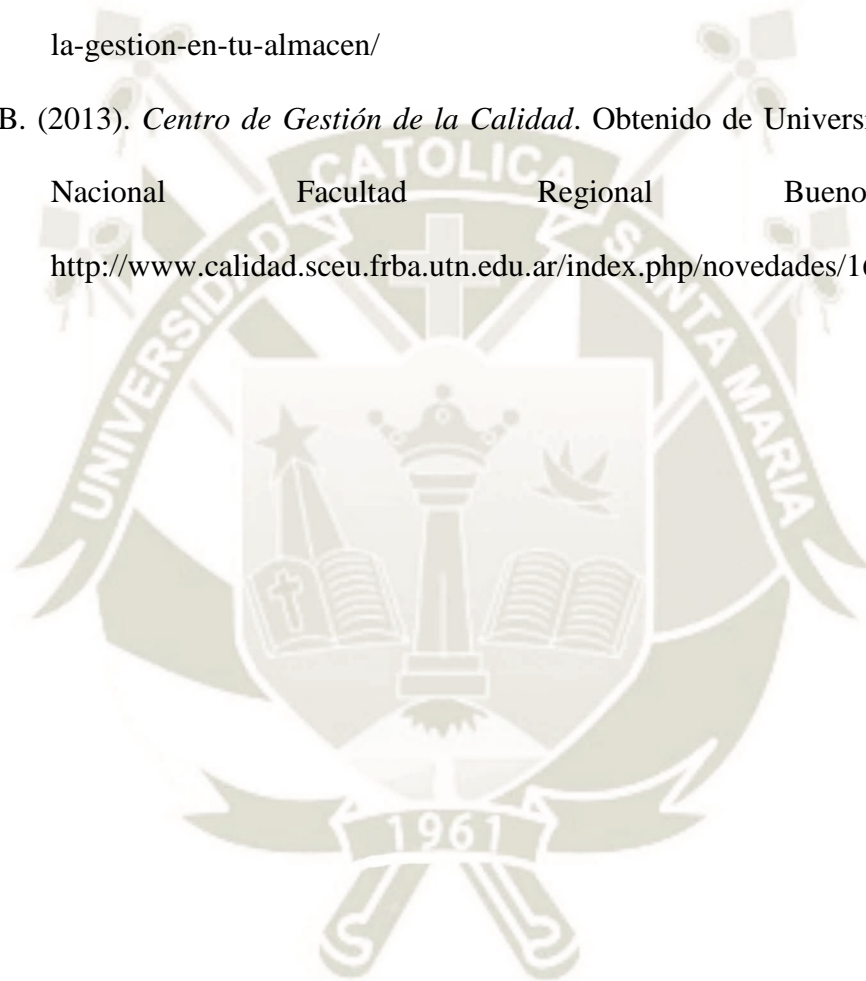 la-gestion-en-tu-almacen/
B. (2013). Centro de Gestión de la Calidad. Obtenido de
Nacional Facultad Regional
http://www.calidad.sceu.frba.utn.edu.ar/index.php/novedades/16
UNIVERSIDAD CATOLICA SANTA MARIA
1961